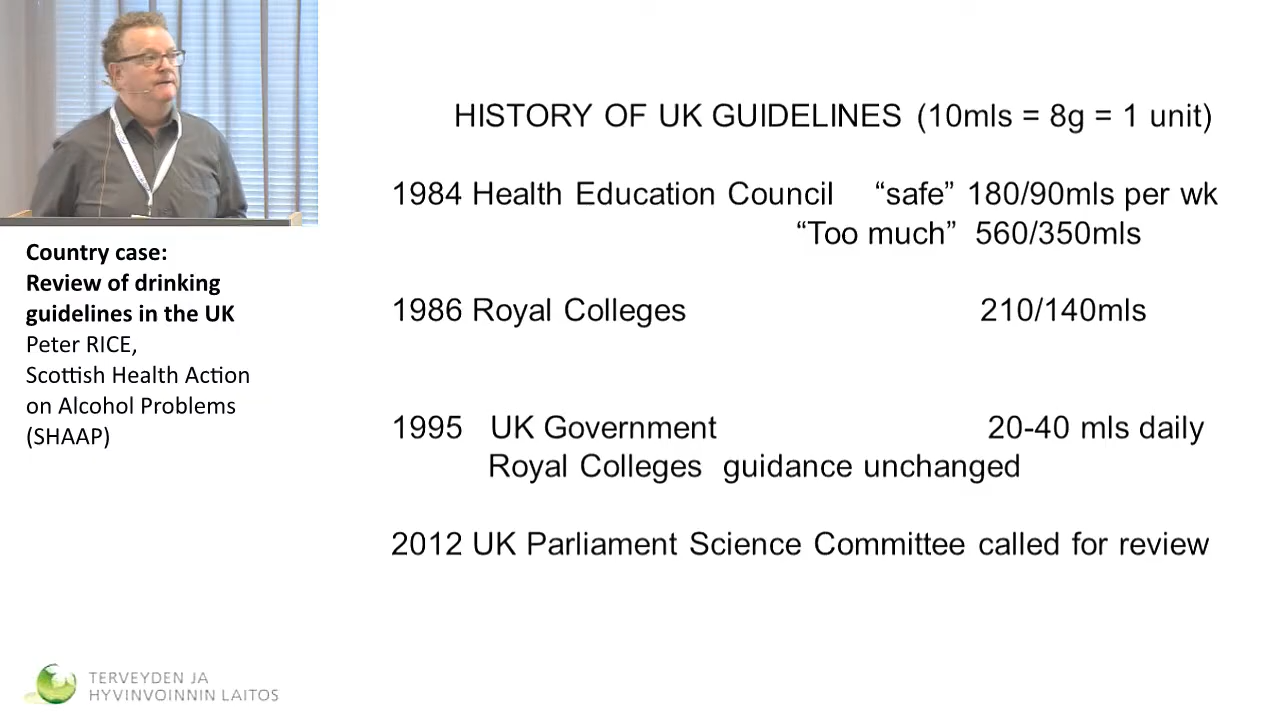 HISTORY OF UK GUIDELINES (10mls = 8g = 1 unit)
1984 Health Education Council “safe” 180/90mls per wk
“Too much” 560/350mls
1986 Royal Colleges 210/140mls
1995 UK Government 20-40 mls daily
Royal Colleges guidance unchanged
2012 UK Parliament Science Committee called for review
Country case:
Review of drinking
guidelines in the UK
Peter RICE,
Scottish Health Action
on Alcohol Problems
(SHAAP)
TERVEYDEN JA
HYVINVOINNIN LAITOS